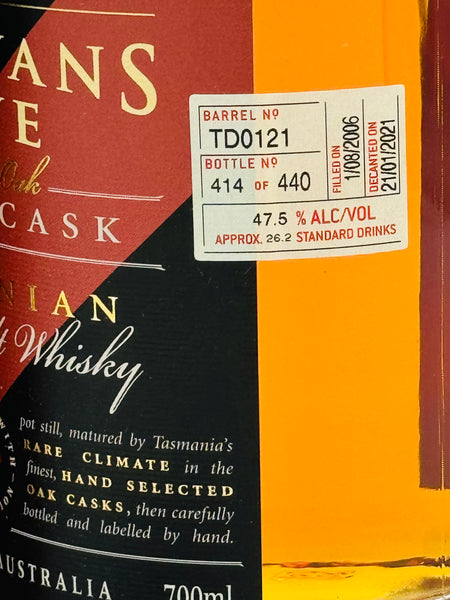 VANS
VE
Oak
CASK
NIAN
t Whisky
pot still, matured by Tasmania's
RARE CLIMATE in the
finest, HAND SELECTED
OAK CASKS, then carefully
bottled and labelled by hand.
AUSTRALIA
700ml
BARREL Nº
TD0121
BOTTLE Nº
414 OF 440
FILLED ON
1/08/2006
DECANTED ON
21/01/2021
47.5 % ALC/VOL
APPROX. 26.2 STANDARD DRINKS